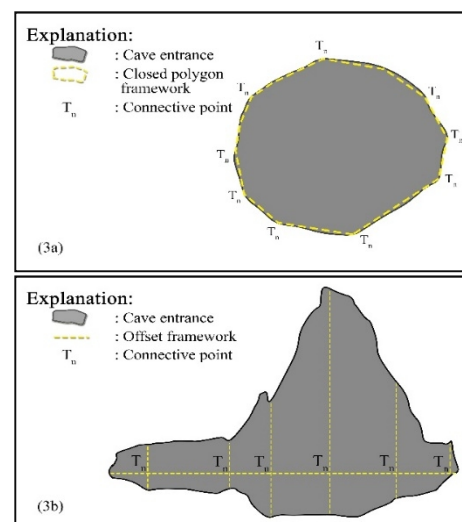 Explanation:
: Cave entrance
: Closed polygon
framework
Tn : Connective point
Tn
Tn
Tn
Tn
Tn
Tn
Tn
Tn
Tn
(3a)
Explanation:
: Cave entrance
: Offset framework
Tn : Connective point
Tn Tn Tn Tn Tn Tn
(3b)